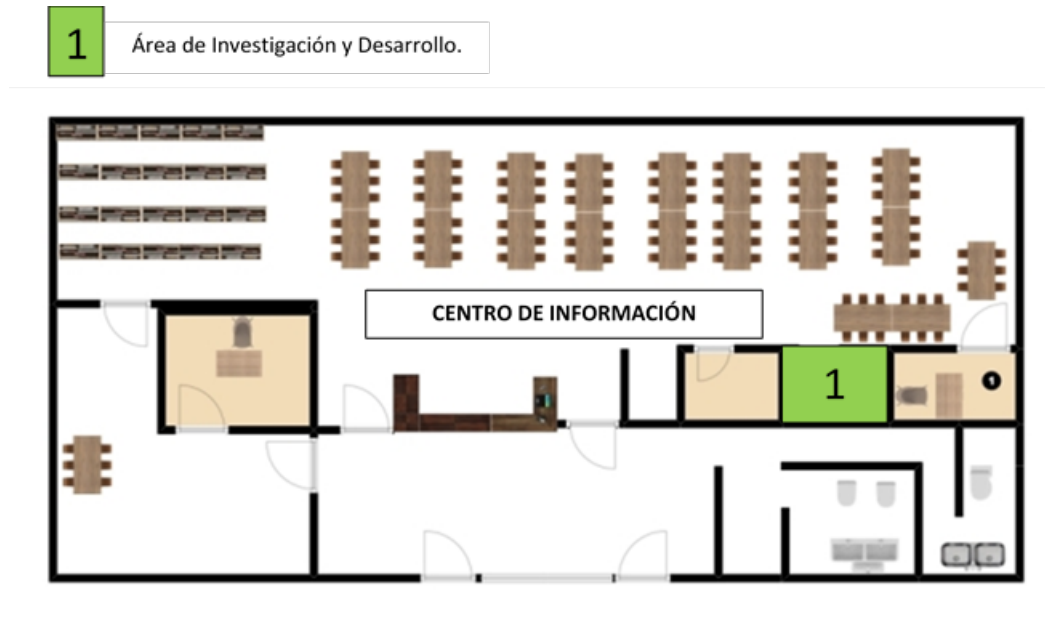 1
Área de Investigación y Desarrollo.
CENTRO DE INFORMACIÓN
1
1